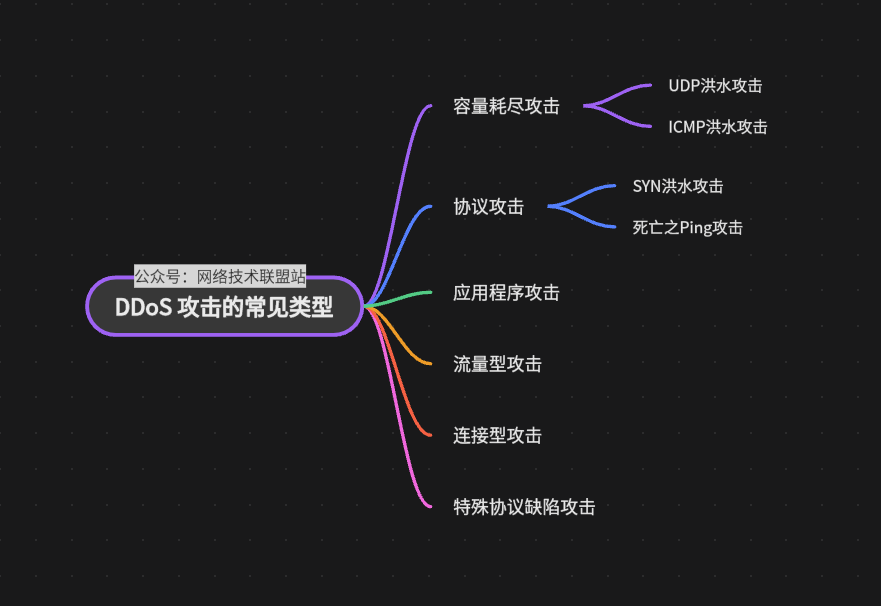 公众号：网络技术联盟站
DDoS 攻击的常见类型
容量耗尽攻击
UDP洪水攻击
ICMP洪水攻击
协议攻击
SYN洪水攻击
死亡之Ping攻击
应用程序攻击
流量型攻击
连接型攻击
特殊协议缺陷攻击